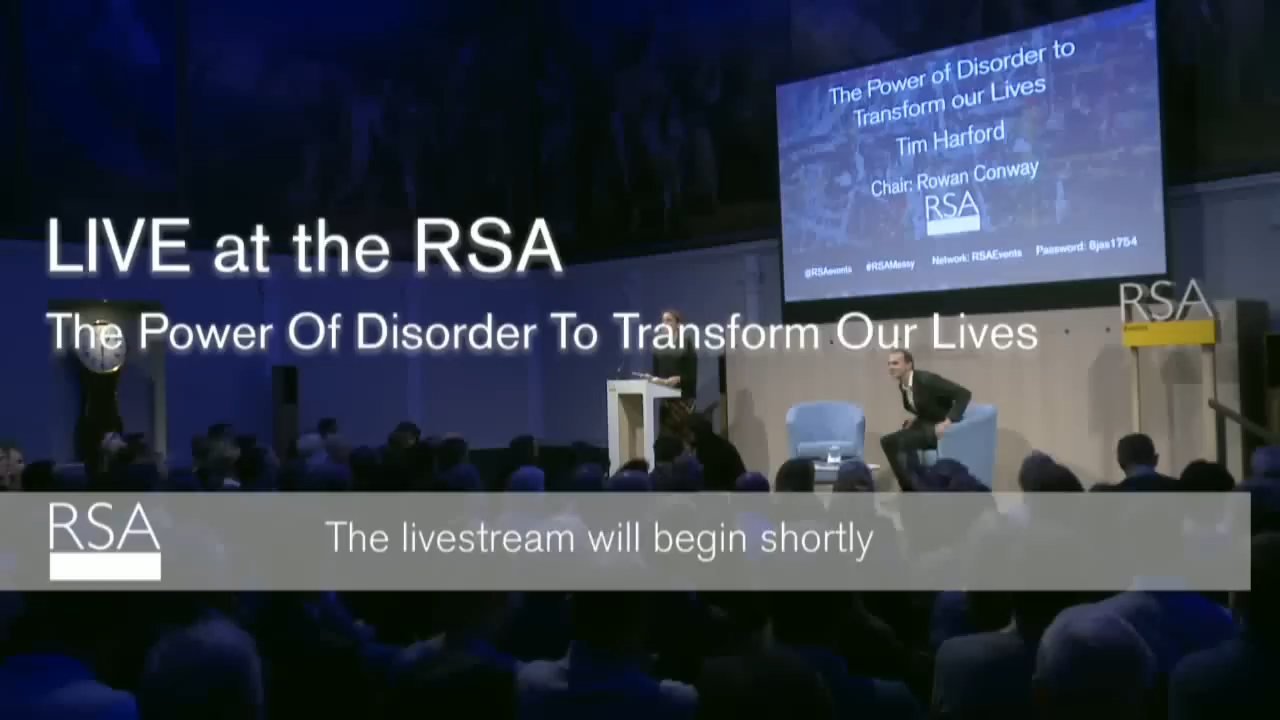 The Power of Disorder to
Transform our Lives
Tim Harford
Chair: Rowan Conway
RSA
@RSAevents #RSAMessy Network: RSAEvents Password: 8jas1754
LIVE at the RSA
The Power Of Disorder To Transform Our Lives
RSA
RSA
The livestream will begin shortly